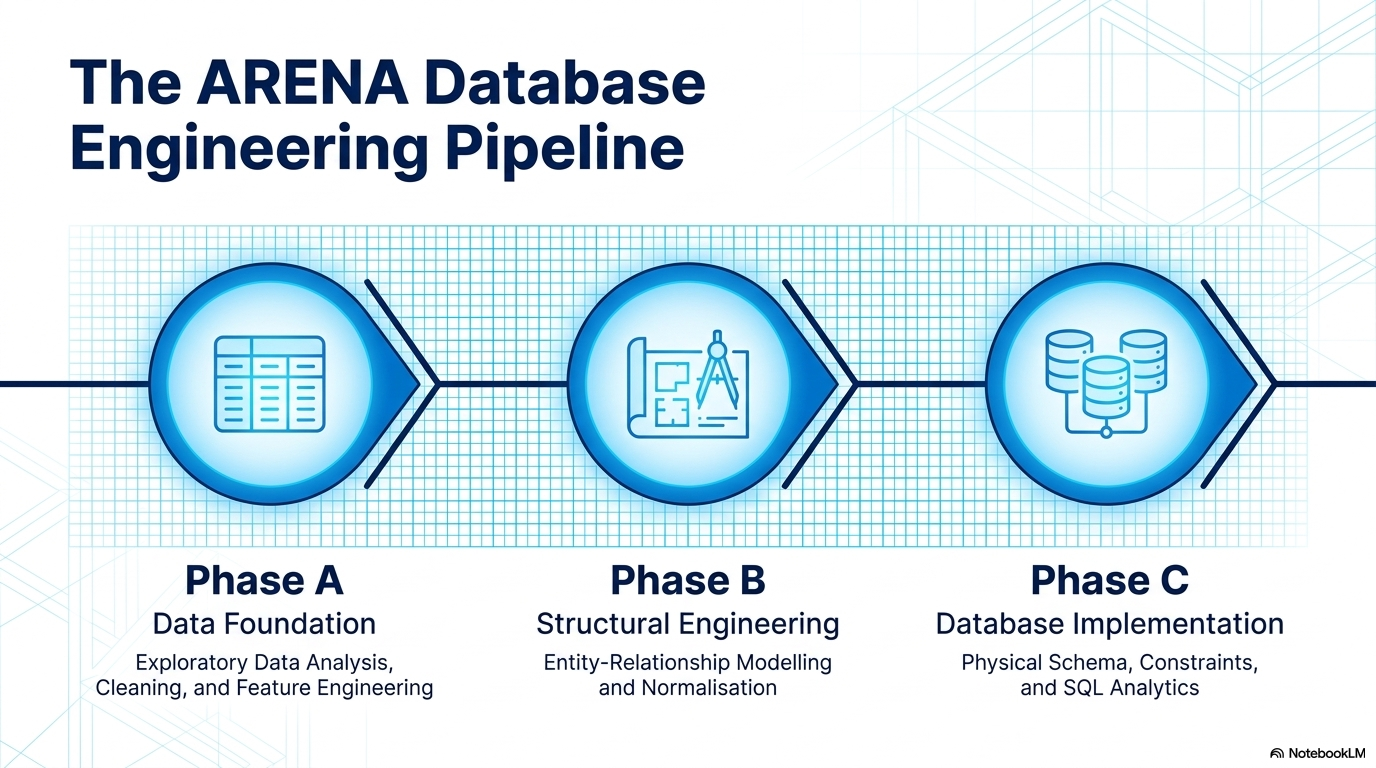 The ARENA Database
Engineering Pipeline
Phase A
Data Foundation
Exploratory Data Analysis,
Cleaning, and Feature Engineering
Phase B
Structural Engineering
Entity-Relationship Modelling
and Normalisation
Phase C
Database Implementation
Physical Schema, Constraints,
and SQL Analytics
NotebookLM